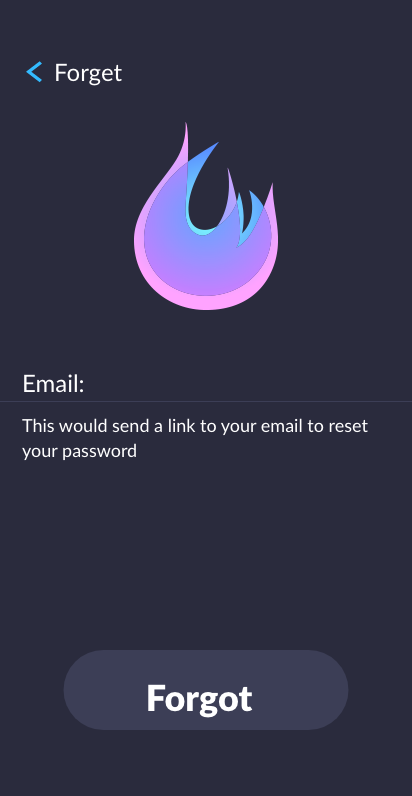 Forget
Email:
This would send a link to your email to reset
your password
Forgot